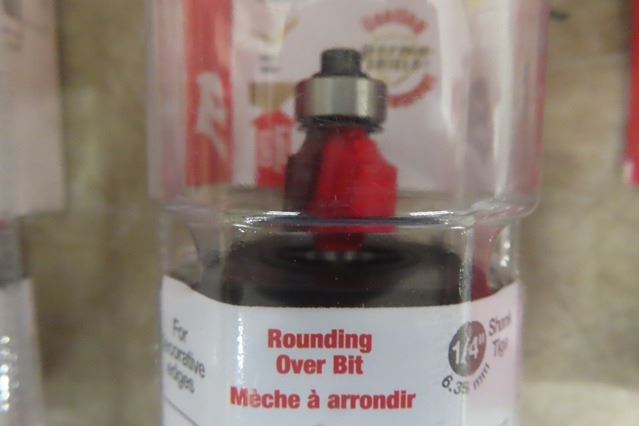 For
decorative
edges
Rounding
Over Bit
Mèche à arrondir
1/4"
Shank
Tige
6.35 mm